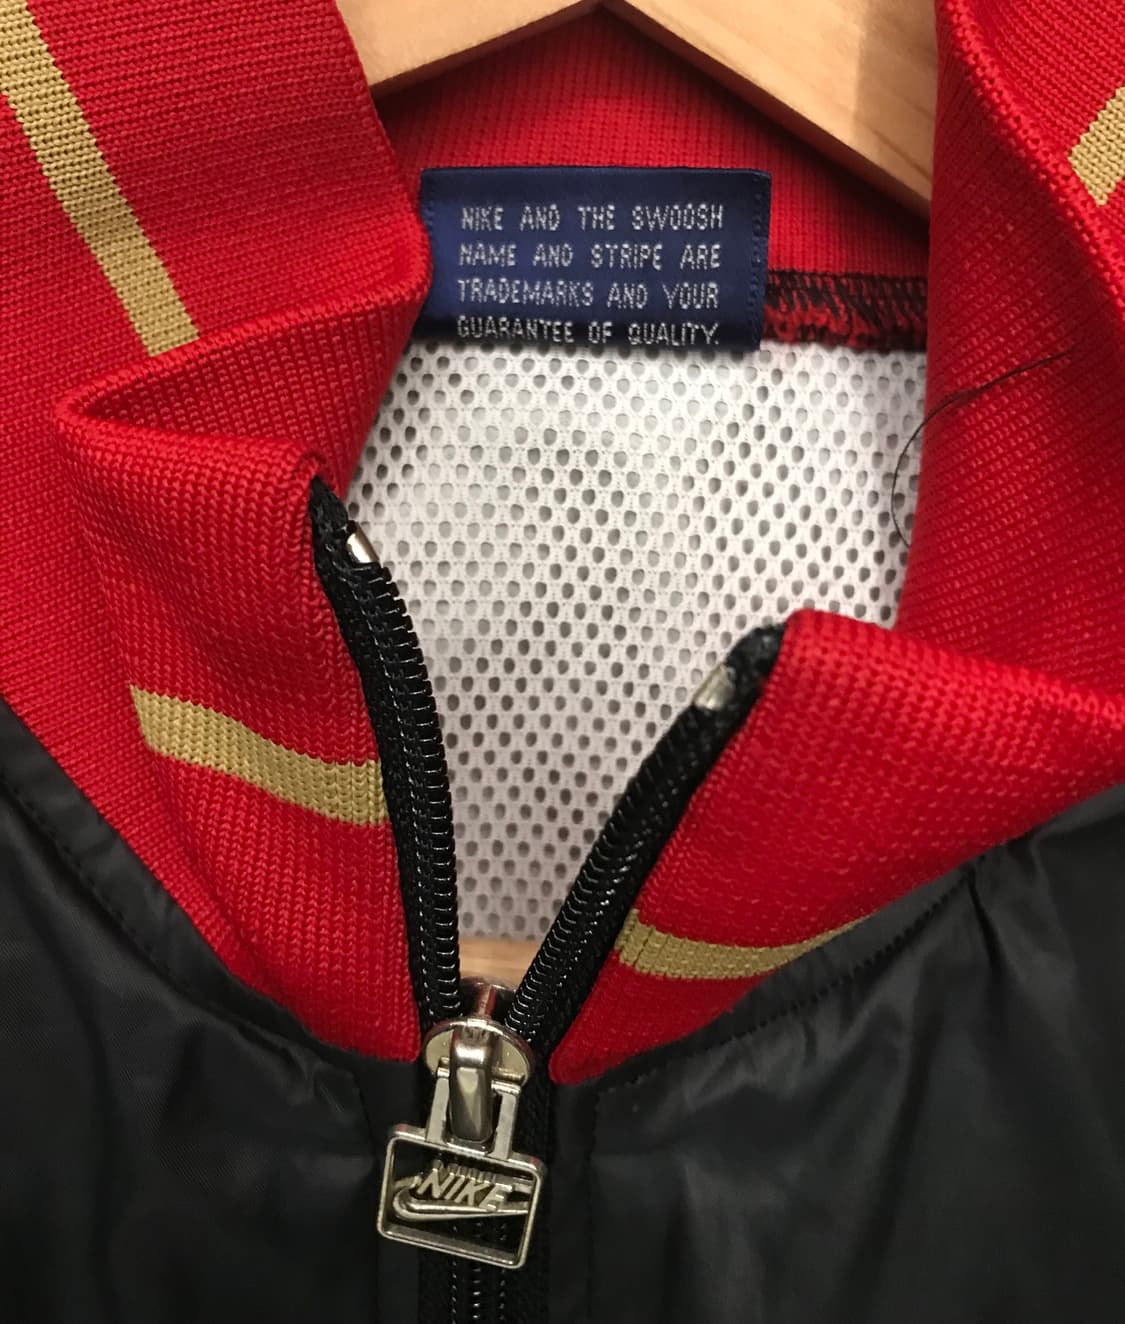 NIKE AND THE SWOOSH
NAME AND STRIPE ARE
TRADEMARKS AND YOUR
GUARANTEE OF QUALITY.
NIKE